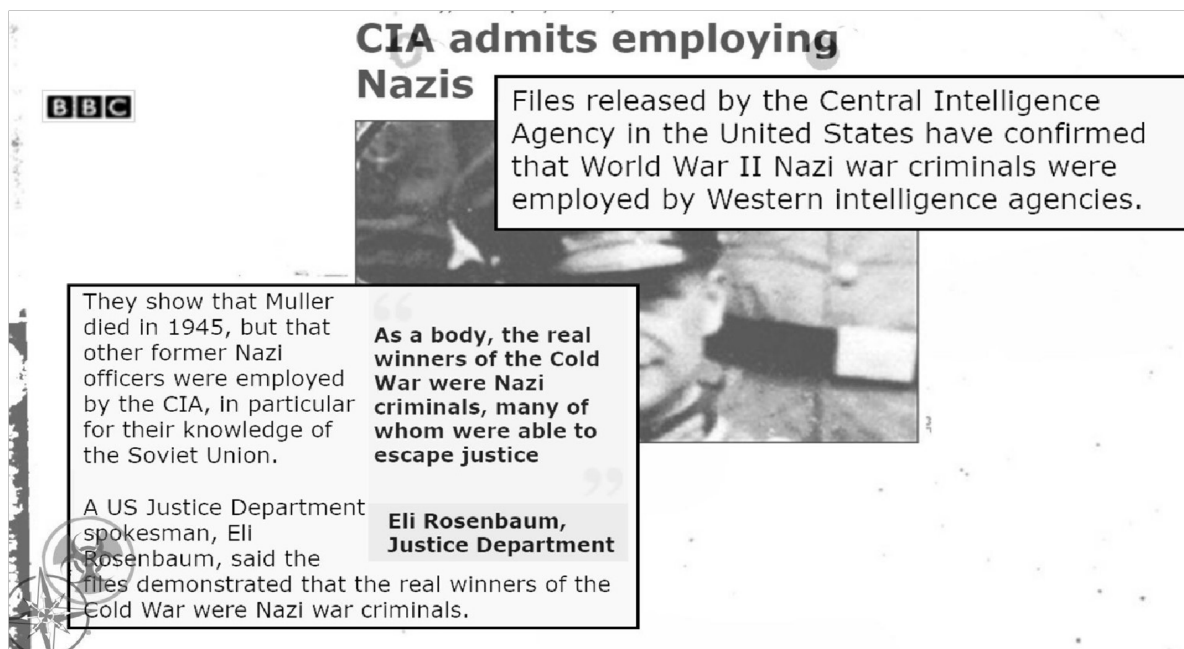 CIA admits employing
Nazis
BBC
Files released by the Central Intelligence
Agency in the United States have confirmed
that World War II Nazi war criminals were
employed by Western intelligence agencies.
They show that Muller
died in 1945, but that
other former Nazi
officers were employed
by the CIA, in particular
for their knowledge of
the Soviet Union.
A US Justice Department
spokesman, Eli
Rosenbaum, said the
files demonstrated that the real winners of the
Cold War were Nazi war criminals.
“
As a body, the real
winners of the Cold
War were Nazi
criminals, many of
whom were able to
escape justice
”
Eli Rosenbaum,
Justice Department